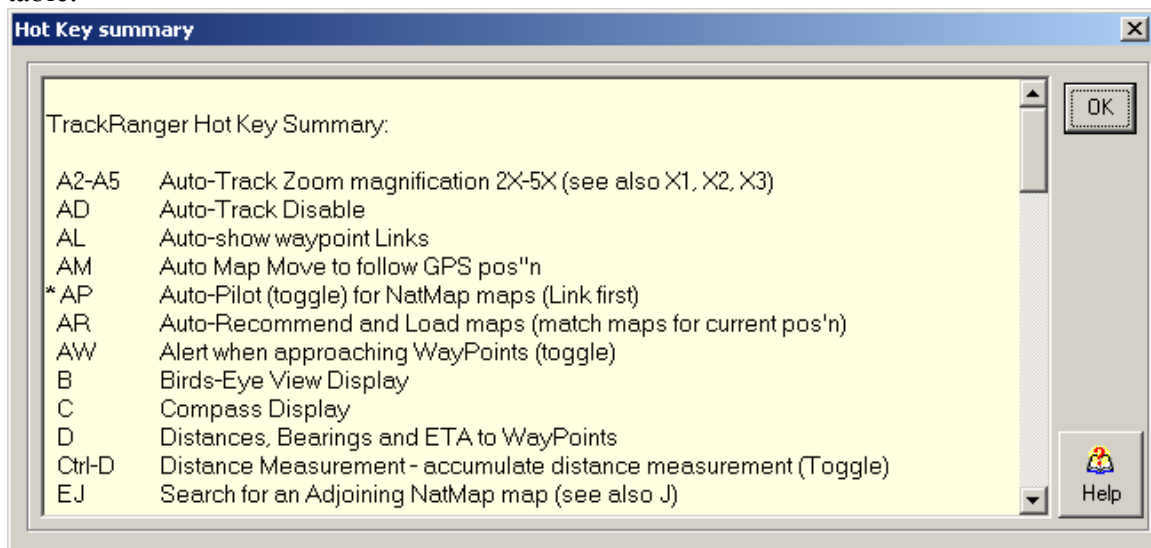 table.
Hot Key summary
TrackRanger Hot Key Summary:
A2-A5 Auto-Track Zoom magnification 2X-5X (see also X1, X2, X3)
AD Auto-Track Disable
AL Auto-show waypoint Links
AM Auto Map Move to follow GPS pos"n
* AP Auto-Pilot (toggle) for NatMap maps (Link first)
AR Auto-Recommend and Load maps (match maps for current pos'n)
AW Alert when approaching WayPoints (toggle)
B Birds-Eye View Display
C Compass Display
D Distances, Bearings and ETA to WayPoints
Ctrl-D Distance Measurement - accumulate distance measurement (Toggle)
EJ Search for an Adjoining NatMap map (see also J)
OK
Help